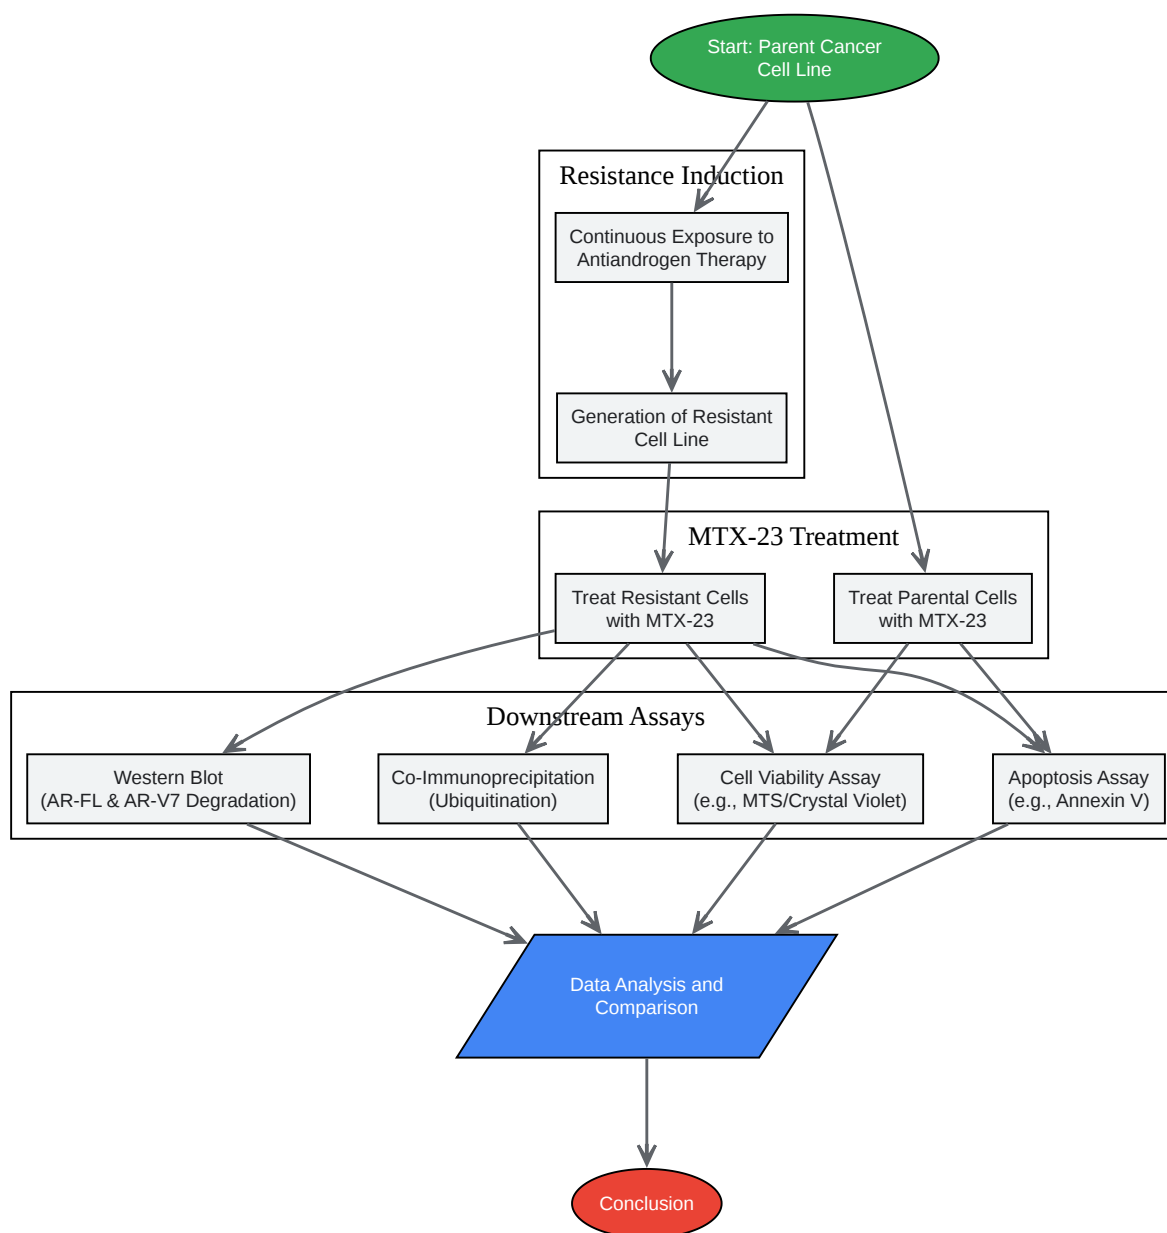 Start: Parent Cancer
Cell Line
Resistance Induction
Continuous Exposure to
Antiandrogen Therapy
Generation of Resistant
Cell Line
MTX-23 Treatment
Treat Resistant Cells
with MTX-23
Treat Parental Cells
with MTX-23
Downstream Assays
Western Blot
(AR-FL & AR-V7 Degradation)
Co-Immunoprecipitation
(Ubiquitination)
Cell Viability Assay
(e.g., MTS/Crystal Violet)
Apoptosis Assay
(e.g., Annexin V)
Data Analysis and
Comparison
Conclusion